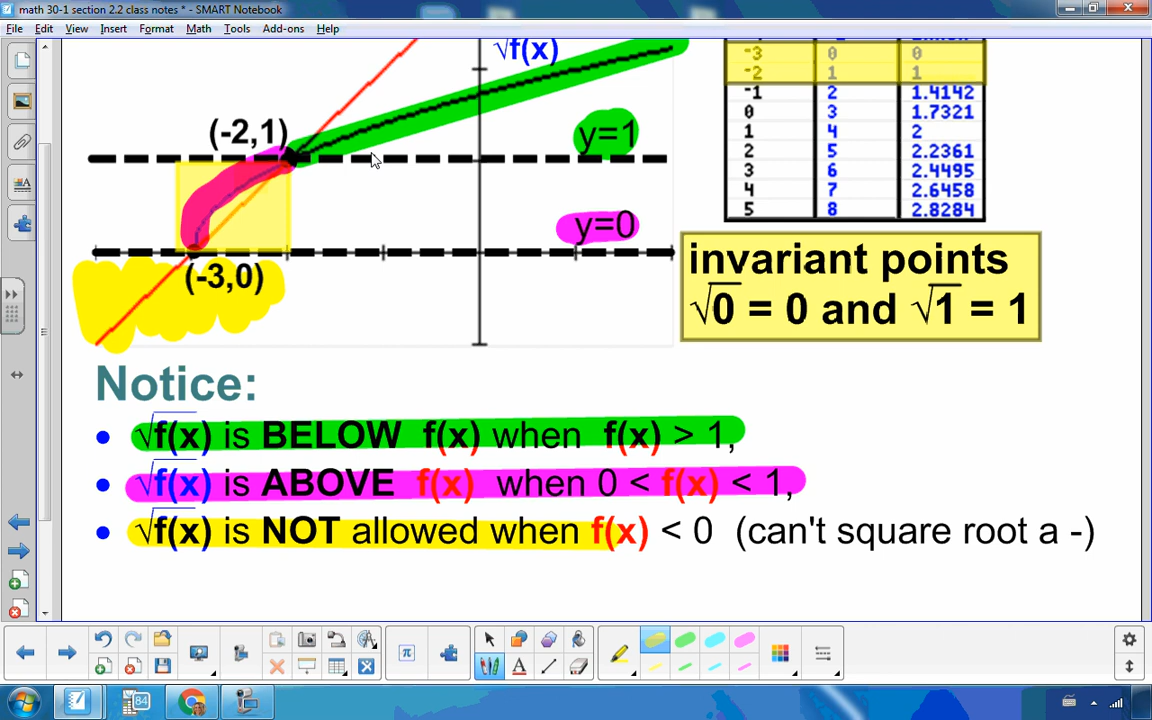 math 30-1 section 2.2 class notes * - SMART Notebook
File Edit View Insert Format Math Tools Add-ons Help
√f(x)
(-2,1)
y=1
y=0
(-3,0)
-3 0 0
-2 1 1
-1 2 1.4142
0 3 1.7321
1 4 2
2 5 2.2361
3 6 2.4495
4 7 2.6458
5 8 2.8284
invariant points
√0 = 0 and √1 = 1
Notice:
• √f(x) is BELOW f(x) when f(x) > 1,
• √f(x) is ABOVE f(x) when 0 < f(x) < 1,
• √f(x) is NOT allowed when f(x) < 0 (can't square root a -)
π
A
84